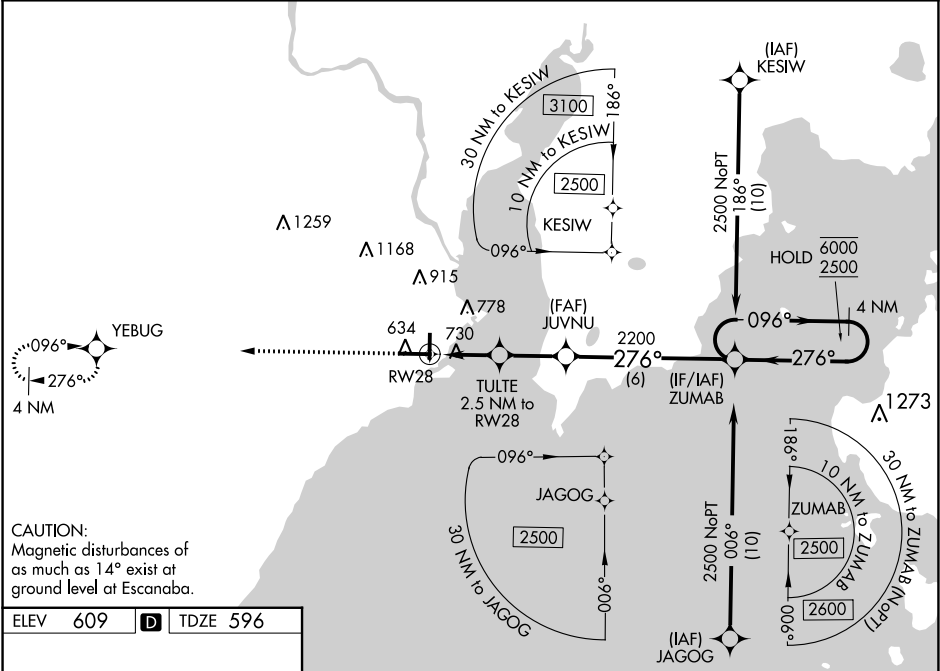 (IAF)
KESIW
30 NM to KESIW
3100
186°
10 NM to KESIW
2500
KESIW
096°
2500 NoPT
186°
(10)
1259
1168
915
778
HOLD
6000
2500
4 NM
096°
276°
YEBUG
096°
276°
4 NM
634
730
RW28
(FAF)
JUVNU
2200
276°
(6)
(IF/IAF)
ZUMAB
TULTE
2.5 NM to
RW28
1273
096°
JAGOG
2500
30 NM to JAGOG
006°
2500 NoPT
006°
(10)
186°
10 NM to ZUMAB
30 NM to ZUMAB (NoPT)
ZUMAB
2500
2600
006°
(IAF)
JAGOG
CAUTION:
Magnetic disturbances of
as much as 14° exist at
ground level at Escanaba.
ELEV 609 D TDZE 596